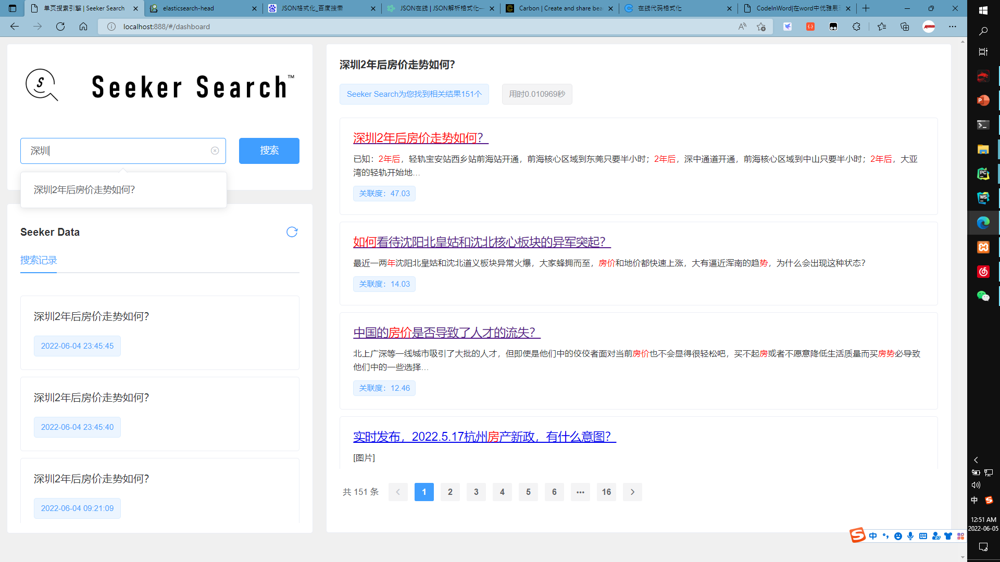 单页搜索引擎 | Seeker Search
elasticsearch-head
JSON格式化_百度搜索
JSON在线 | JSON解析格式化—
Carbon | Create and share bea
在线代码格式化
CodeInWord|在word中优雅展
localhost:888/#/dashboard
S
Seeker Search™
深圳
搜索
深圳2年后房价走势如何？
Seeker Data
搜索记录
深圳2年后房价走势如何？
2022-06-04 23:45:45
深圳2年后房价走势如何？
2022-06-04 23:45:40
深圳2年后房价走势如何？
2022-06-04 09:21:09
深圳2年后房价走势如何？
Seeker Search为您找到相关结果151个
用时0.010969秒
深圳2年后房价走势如何？
已知：2年后，轻轨宝安站西乡站前海站开通，前海核心区域到东莞只要半小时；2年后，深中通道开通，前海核心区域到中山只要半小时；2年后，大亚
湾的轻轨开始地...
关联度：47.03
如何看待沈阳北皇姑和沈北核心板块的异军突起？
最近一两年沈阳北皇姑和沈北道义板块异常火爆，大家蜂拥而至，房价和地价都快速上涨，大有逼近浑南的趋势，为什么会出现这种状态？
关联度：14.03
中国的房价是否导致了人才的流失？
北上广深等一线城市吸引了大批的人才，但即使是他们中的佼佼者面对当前房价也不会显得很轻松吧，买不起房或者不愿意降低生活质量而买房势必导致
他们中的一些选择...
关联度：12.46
实时发布，2022.5.17杭州房产新政，有什么意图？
[图片]
共 151 条
1
2
3
4
5
6
•••
16
中
中
12:51 AM
2022-06-05